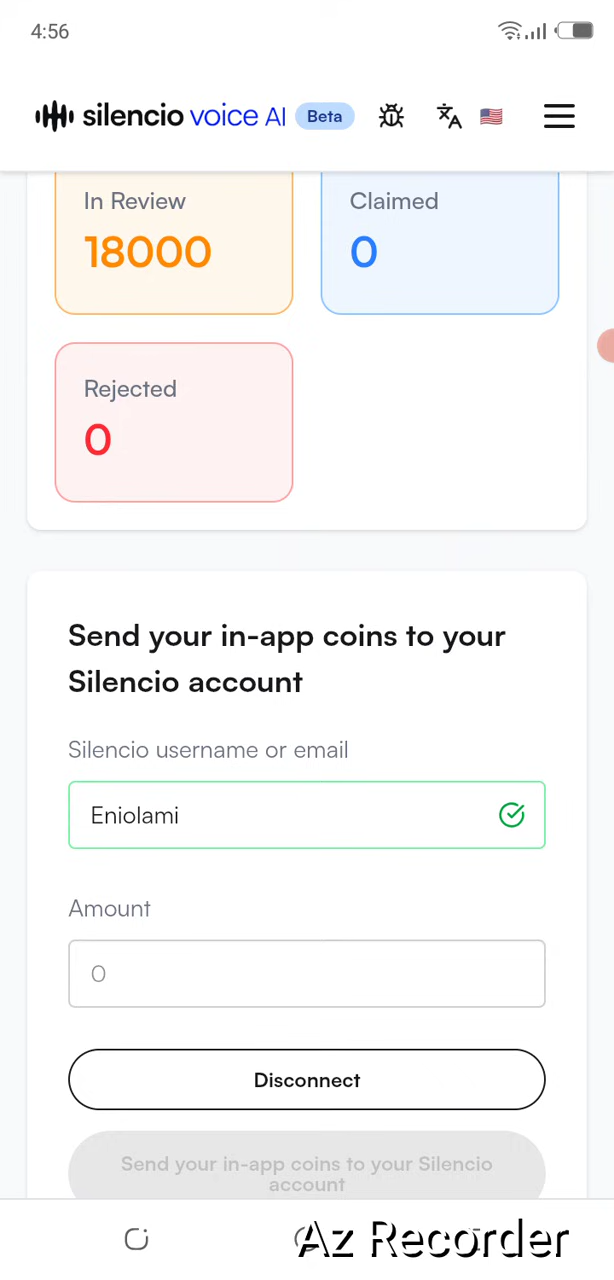 4:56
silencio voice AI Beta
In Review
18000
Claimed
0
Rejected
0
Send your in-app coins to your
Silencio account
Silencio username or email
Eniolami
Amount
0
Disconnect
Send your in-app coins to your Silencio
account
Az Recorder